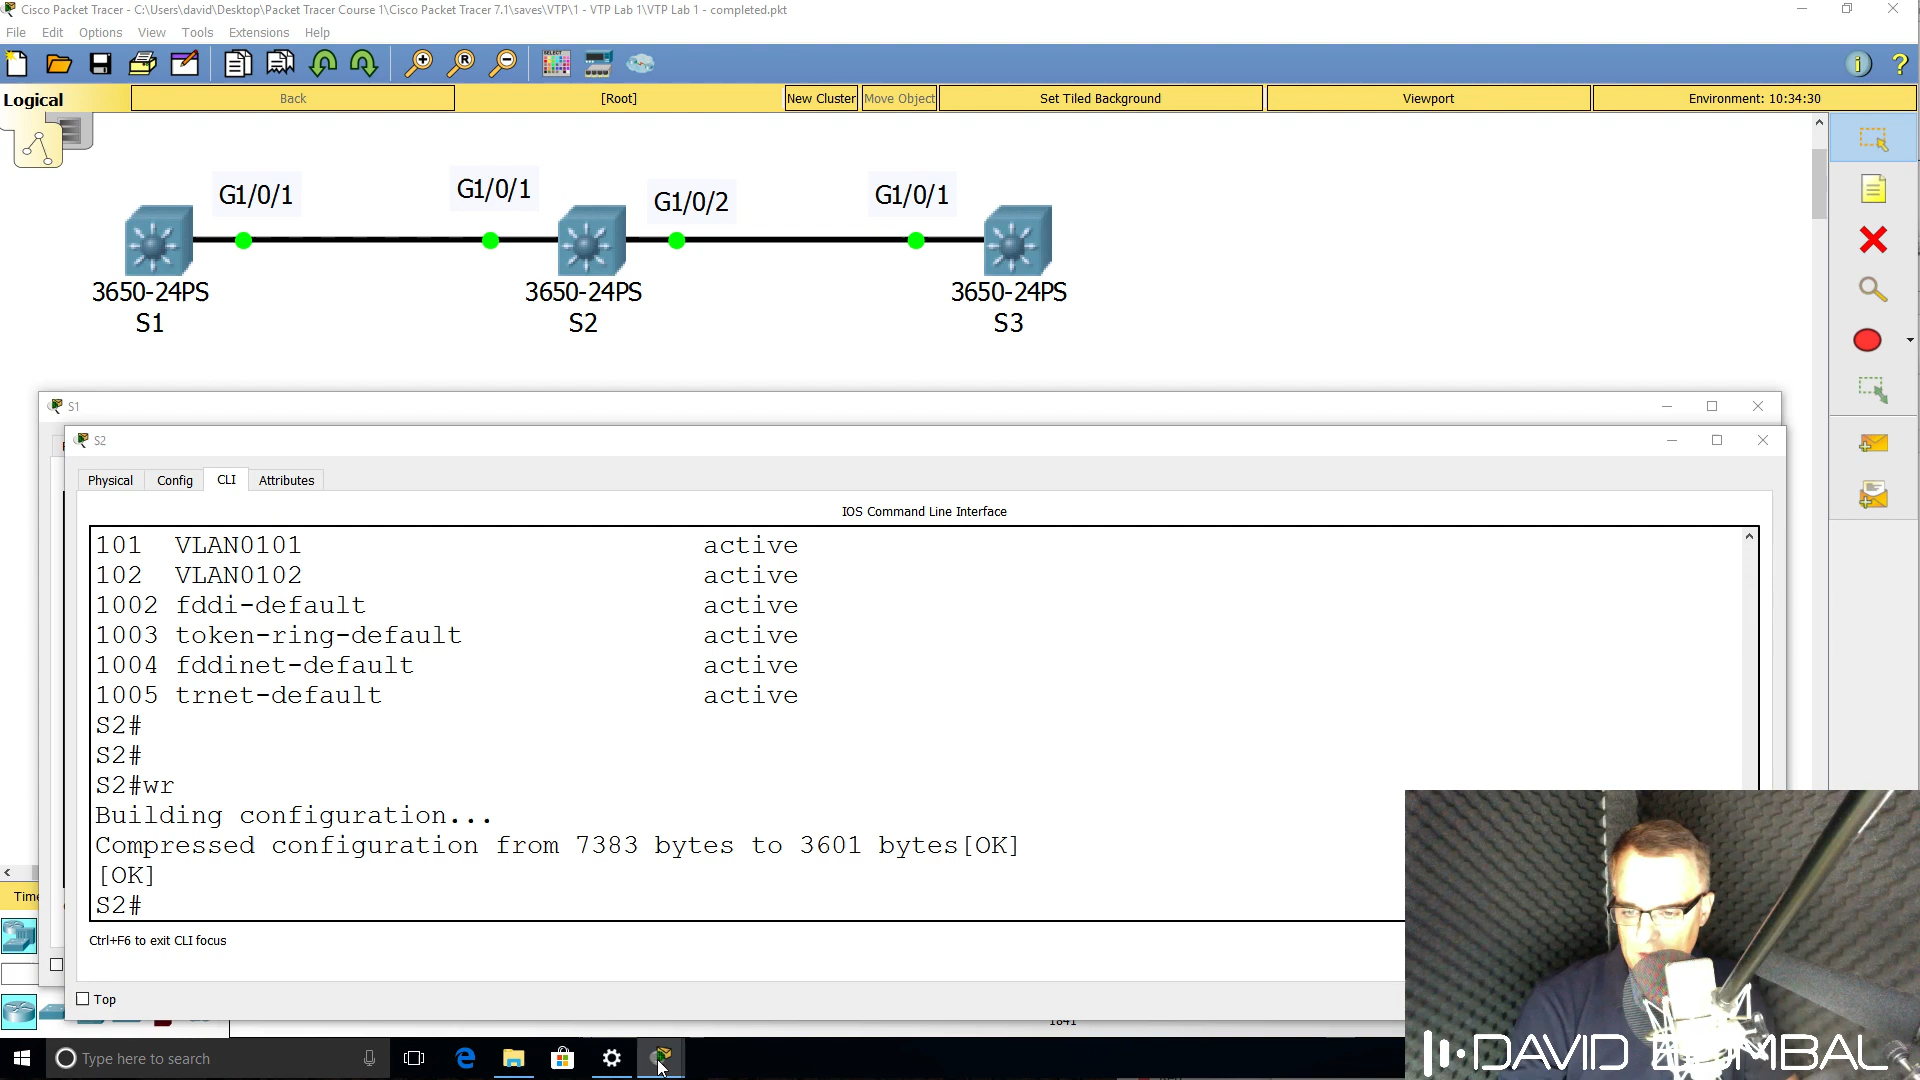 Cisco Packet Tracer - C:\Users\david\Desktop\Packet Tracer Course 1\Cisco Packet Tracer 7.1\saves\VTP\1 - VTP Lab 1\VTP Lab 1 - completed.pkt
File Edit Options View Tools Extensions Help
Logical Back [Root] New Cluster Move Object Set Tiled Background Viewport Environment: 10:34:30
G1/0/1 G1/0/1 G1/0/2 G1/0/1
3650-24PS 3650-24PS 3650-24PS
S1 S2 S3
S1
S2
Physical Config CLI Attributes
IOS Command Line Interface
101 VLAN0101 active
102 VLAN0102 active
1002 fddi-default active
1003 token-ring-default active
1004 fddinet-default active
1005 trnet-default active
S2#
S2#
S2#wr
Building configuration...
Compressed configuration from 7383 bytes to 3601 bytes[OK]
[OK]
S2#
Ctrl+F6 to exit CLI focus
Time
Top
1841
Type here to search
DAVID